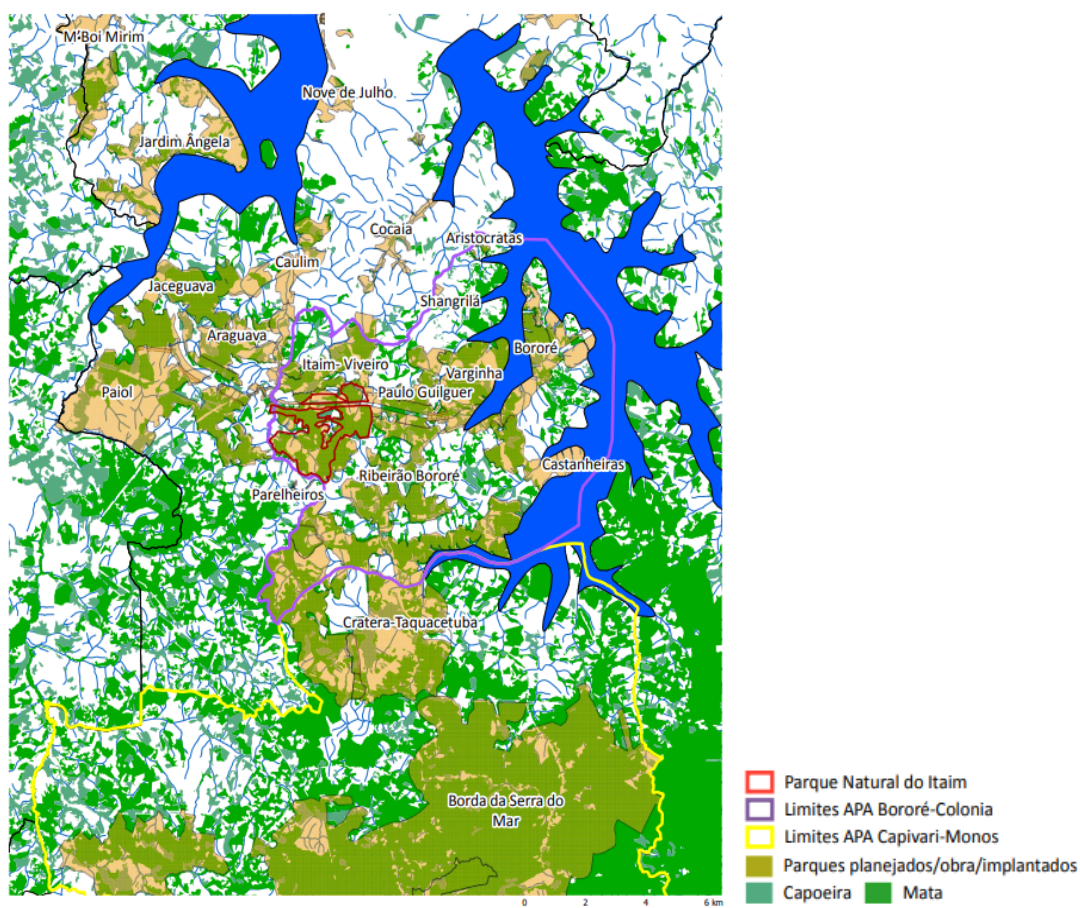 M'Boi Mirim
Nove de Julho
Jardim Ângela
Cocaia
Aristocratas
Caulim
Jaceguava
Shangrilá
Araguava
Bororé
Itaim- Viveiro
Varginha
Paiol
Paulo Guilguer
Castanheiras
Ribeirão Bororé
Parelheiros
Cratera-Taquacetuba
Borda da Serra do
Mar
Parque Natural do Itaim
Limites APA Bororé-Colonia
Limites APA Capivari-Monos
Parques planejados/obra/implantados
Capoeira Mata
0 2 4 6 km